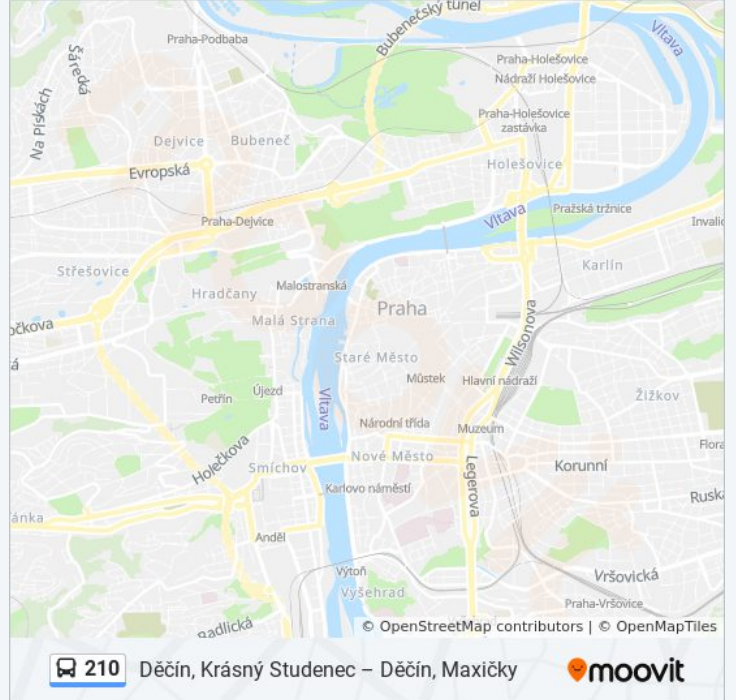 Bubenečský tunel
Praha-Podbaba
Vltava
Šárecká
Praha-Holešovice
Nádraží Holešovice
Na Pískách
Praha-Holešovice
zastávka
Dejvice
Bubeneč
Evropská
Holešovice
Praha-Dejvice
Vltava
Pražská tržnice
Invalic
Střešovice
Karlín
Hradčany
Malostranská
Praha
Malá Strana
očkova
Wilsonova
á
Staré Město
Můstek
Hlavní nádraží
Petřín
Újezd
Vltava
Žižkov
Národní třída
Muzeum
Flora
Holečkova
Nové Město
Smíchov
Korunní
Legerova
Karlovo náměstí
Ruska
ánka
Anděl
Výtoň
Vršovická
Vyšehrad
Praha-Vršovice
Radlická
© OpenStreetMap contributors | © OpenMapTiles
210 Děčín, Krásný Studenec – Děčín, Maxičky
moovit